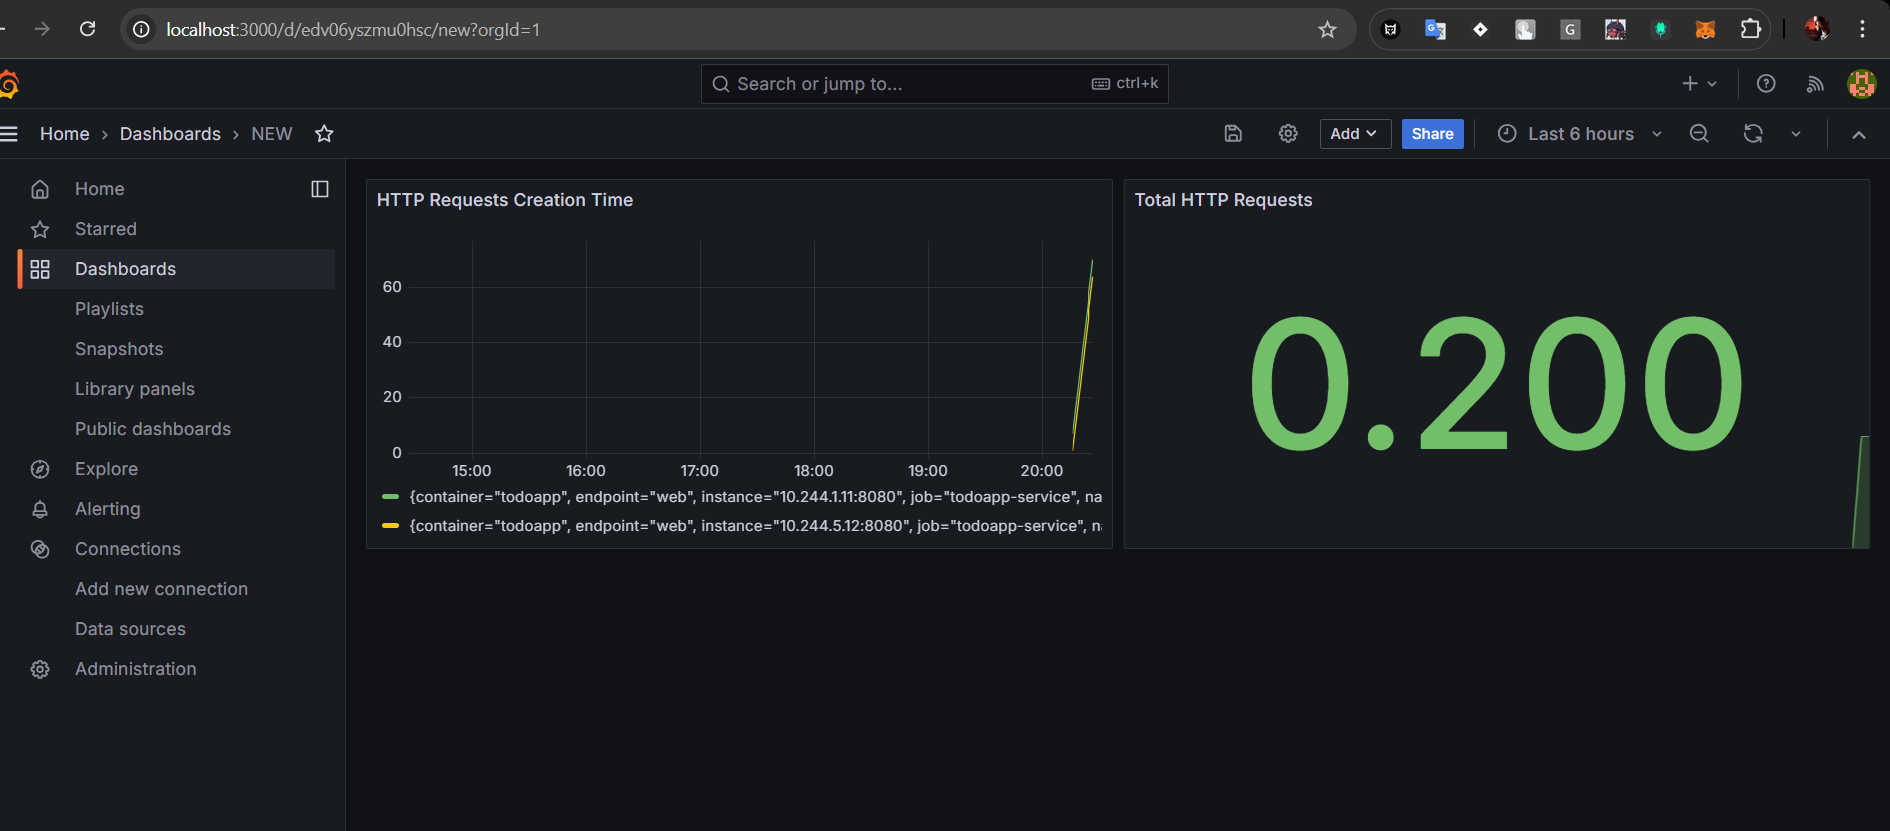 localhost:3000/d/edv06yszmu0hsc/new?orgId=1
G
G
Search or jump to...
ctrl+k
Home › Dashboards › NEW
Add
Share
Last 6 hours
Home
Starred
Dashboards
Playlists
Snapshots
Library panels
Public dashboards
Explore
Alerting
Connections
Add new connection
Data sources
Administration
HTTP Requests Creation Time
60
40
20
0
15:00 16:00 17:00 18:00 19:00 20:00
{container="todoapp", endpoint="web", instance="10.244.1.11:8080", job="todoapp-service", na
{container="todoapp", endpoint="web", instance="10.244.5.12:8080", job="todoapp-service", n
Total HTTP Requests
0.200